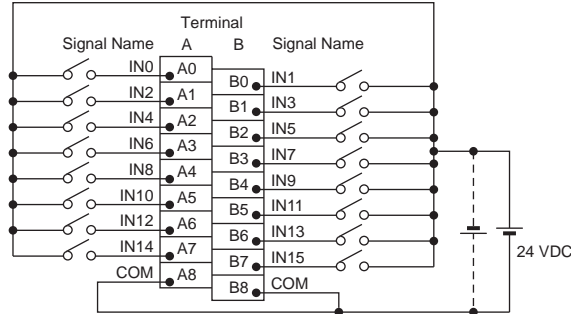 Terminal
Signal Name A B Signal Name
IN0 A0
B0 IN1
IN2 A1
B1 IN3
IN4 A2
B2 IN5
IN6 A3
B3 IN7
IN8 A4
B4 IN9
IN10 A5
B5 IN11
IN12 A6
B6 IN13
IN14 A7
B7 IN15
24 VDC
COM A8
B8 COM